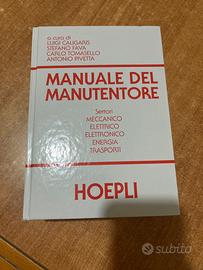 a cura di
LUIGI CALIGARIS
STEFANO FAVA
CARLO TOMASELLO
ANTONIO PIVETTA
MANUALE DEL
MANUTENTORE
Settori
MECCANICO
ELETTRICO
ELETTRONICO
ENERGIA
TRASPORTI
HOEPLI
subito